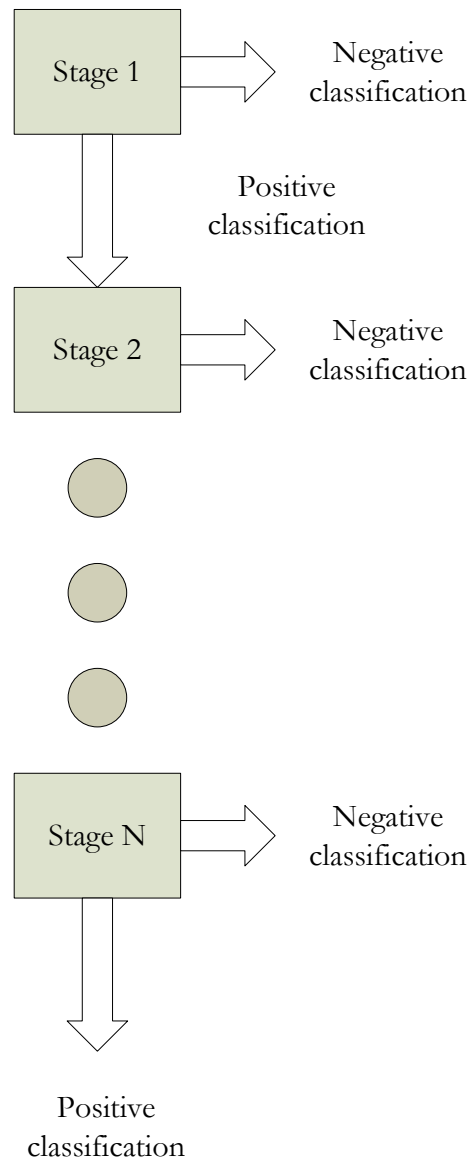 Stage 1
Negative
classification
Positive
classification
Stage 2
Negative
classification
Stage N
Negative
classification
Positive
classification